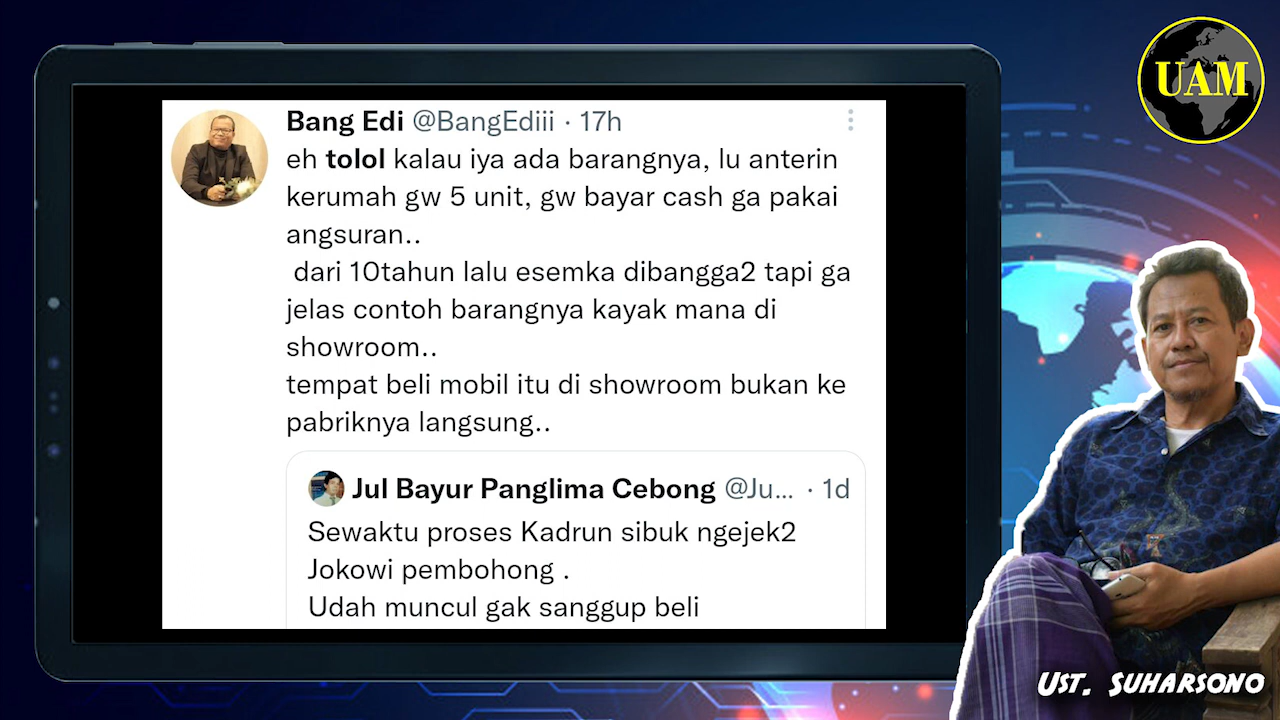 UAM
Bang Edi @BangEdiii · 17h
eh tolol kalau iya ada barangnya, lu anterin
kerumah gw 5 unit, gw bayar cash ga pakai
angsuran..
dari 10tahun lalu esemka dibangga2 tapi ga
jelas contoh barangnya kayak mana di
showroom..
tempat beli mobil itu di showroom bukan ke
pabriknya langsung..
Jul Bayur Panglima Cebong @Ju... · 1d
Sewaktu proses Kadrun sibuk ngejek2
Jokowi pembohong .
Udah muncul gak sanggup beli
Ust. Suharsono